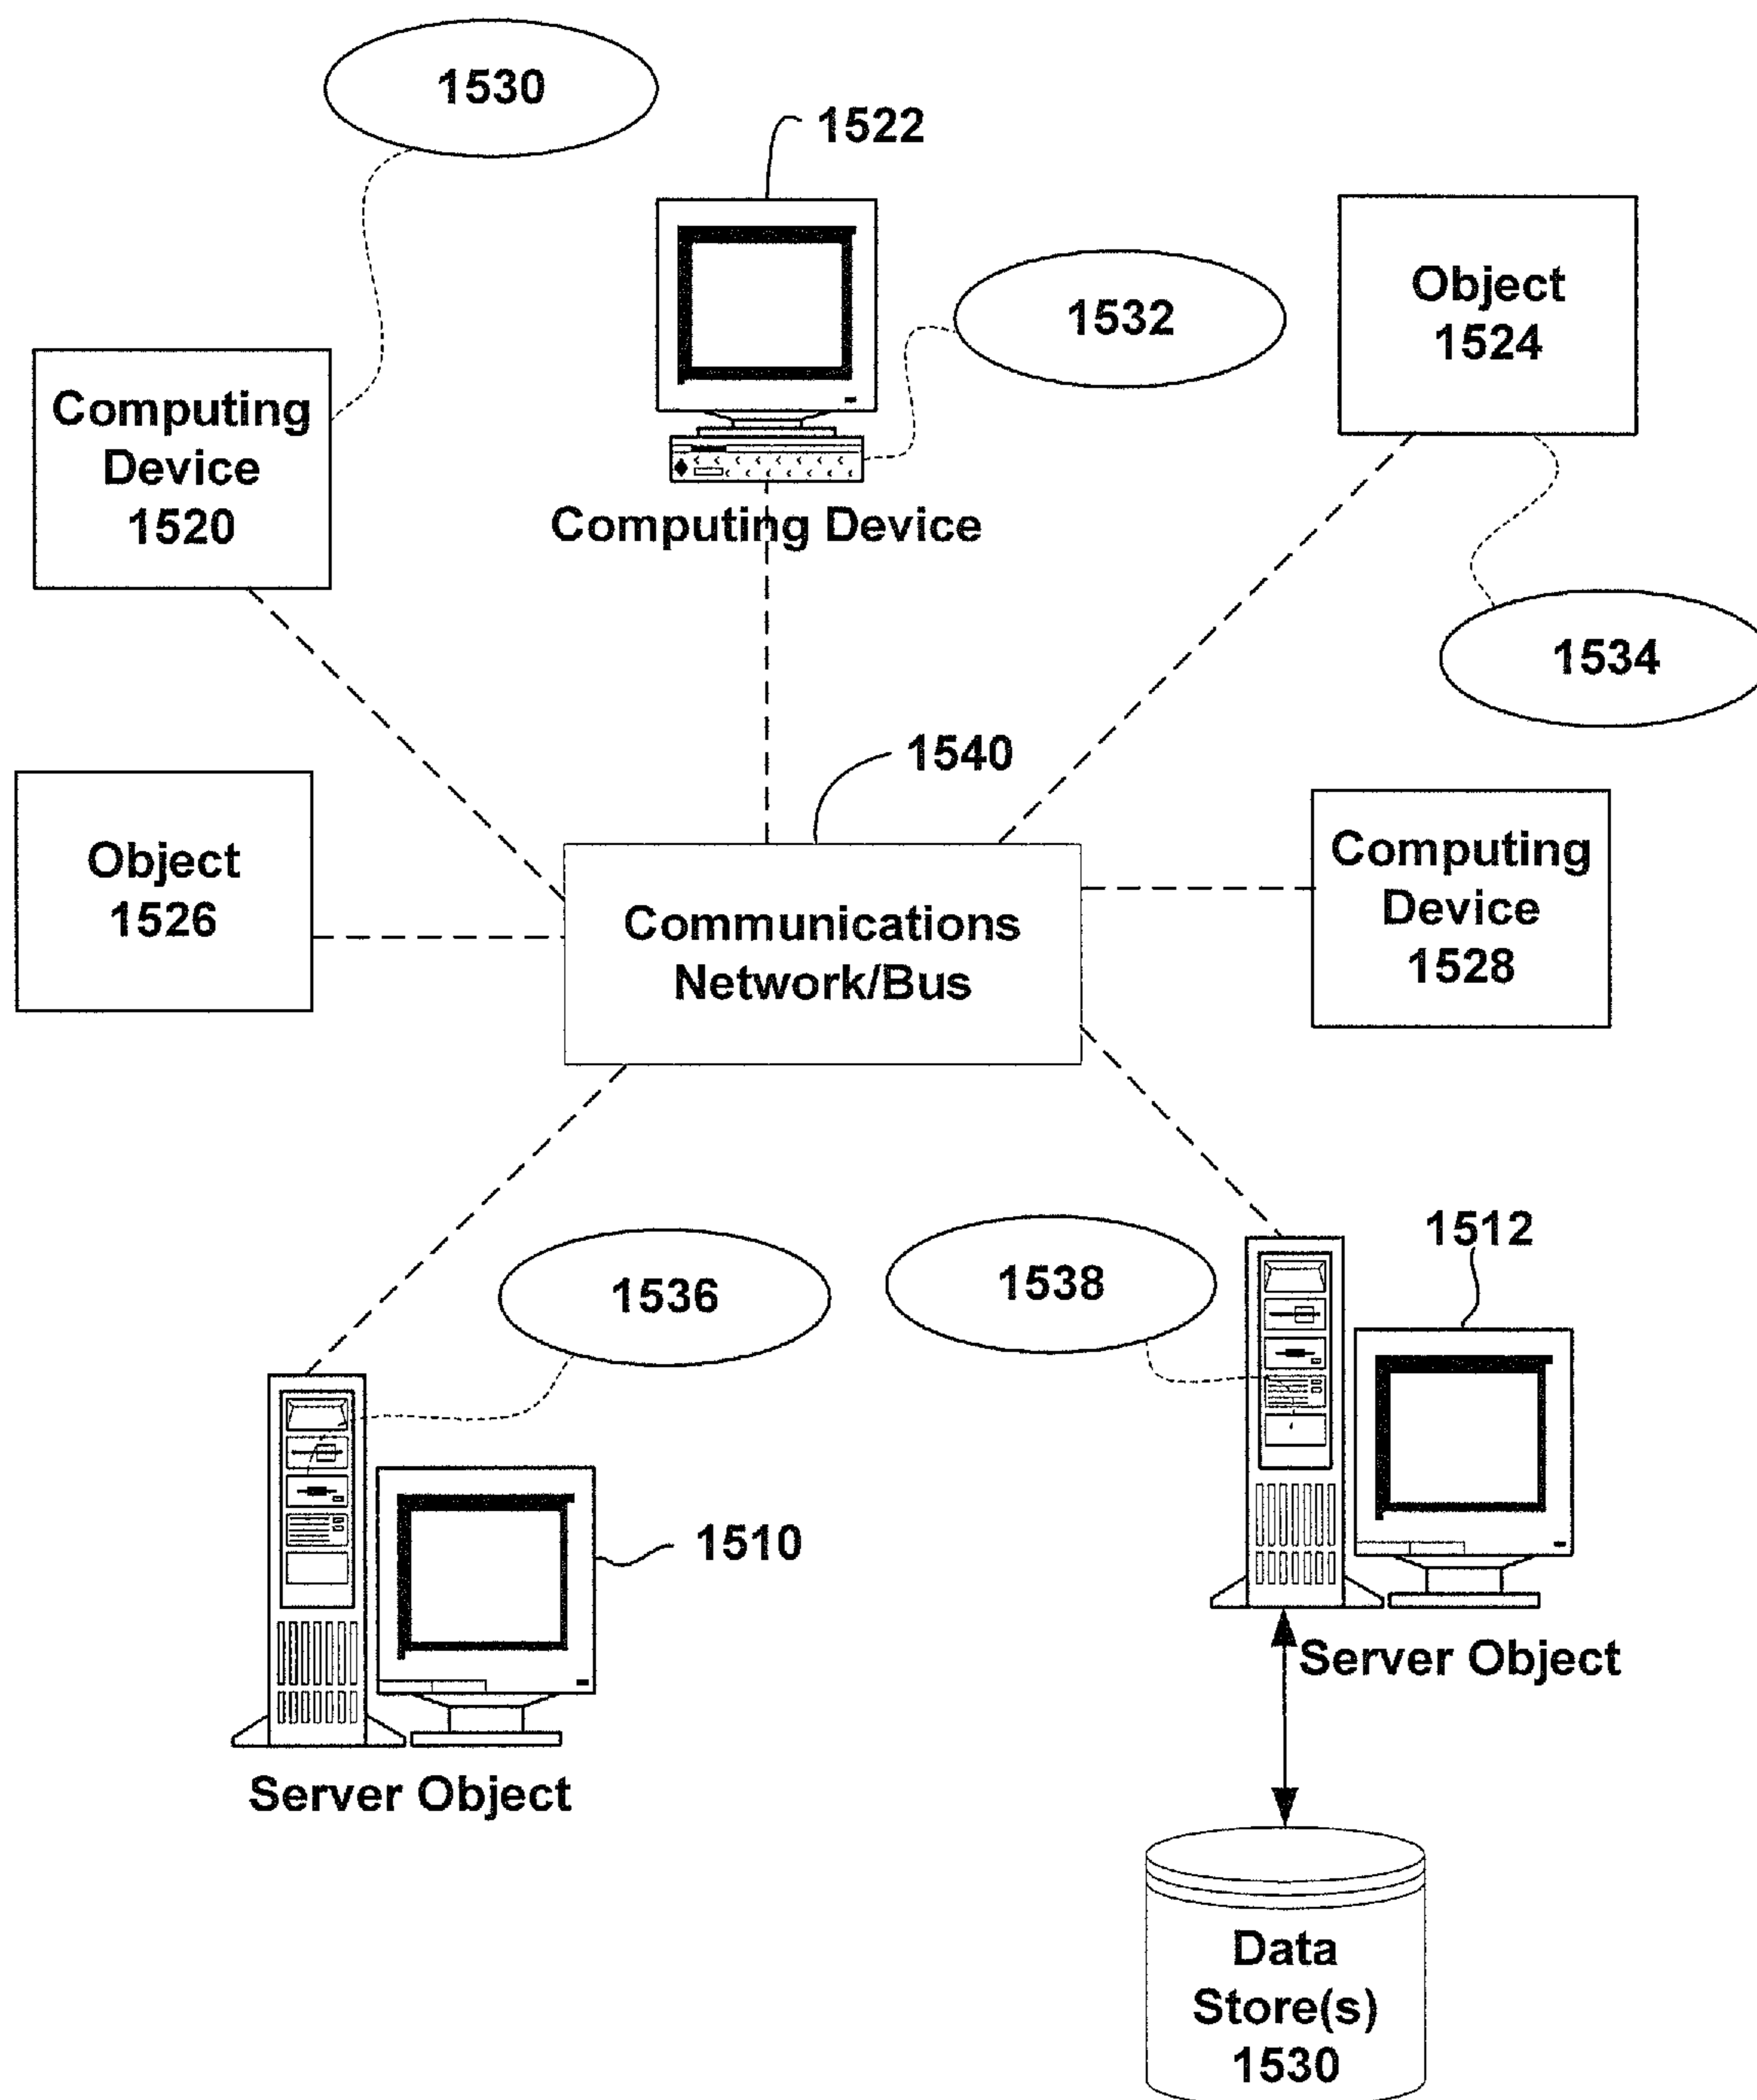 1530
1522
1532
Object
1524
Computing
Device
1520
Computing Device
1534
1540
Object
1526
Communications
Network/Bus
Computing
Device
1528
1536
1538
1512
1510
Server Object
Server Object
Data
Store(s)
1530